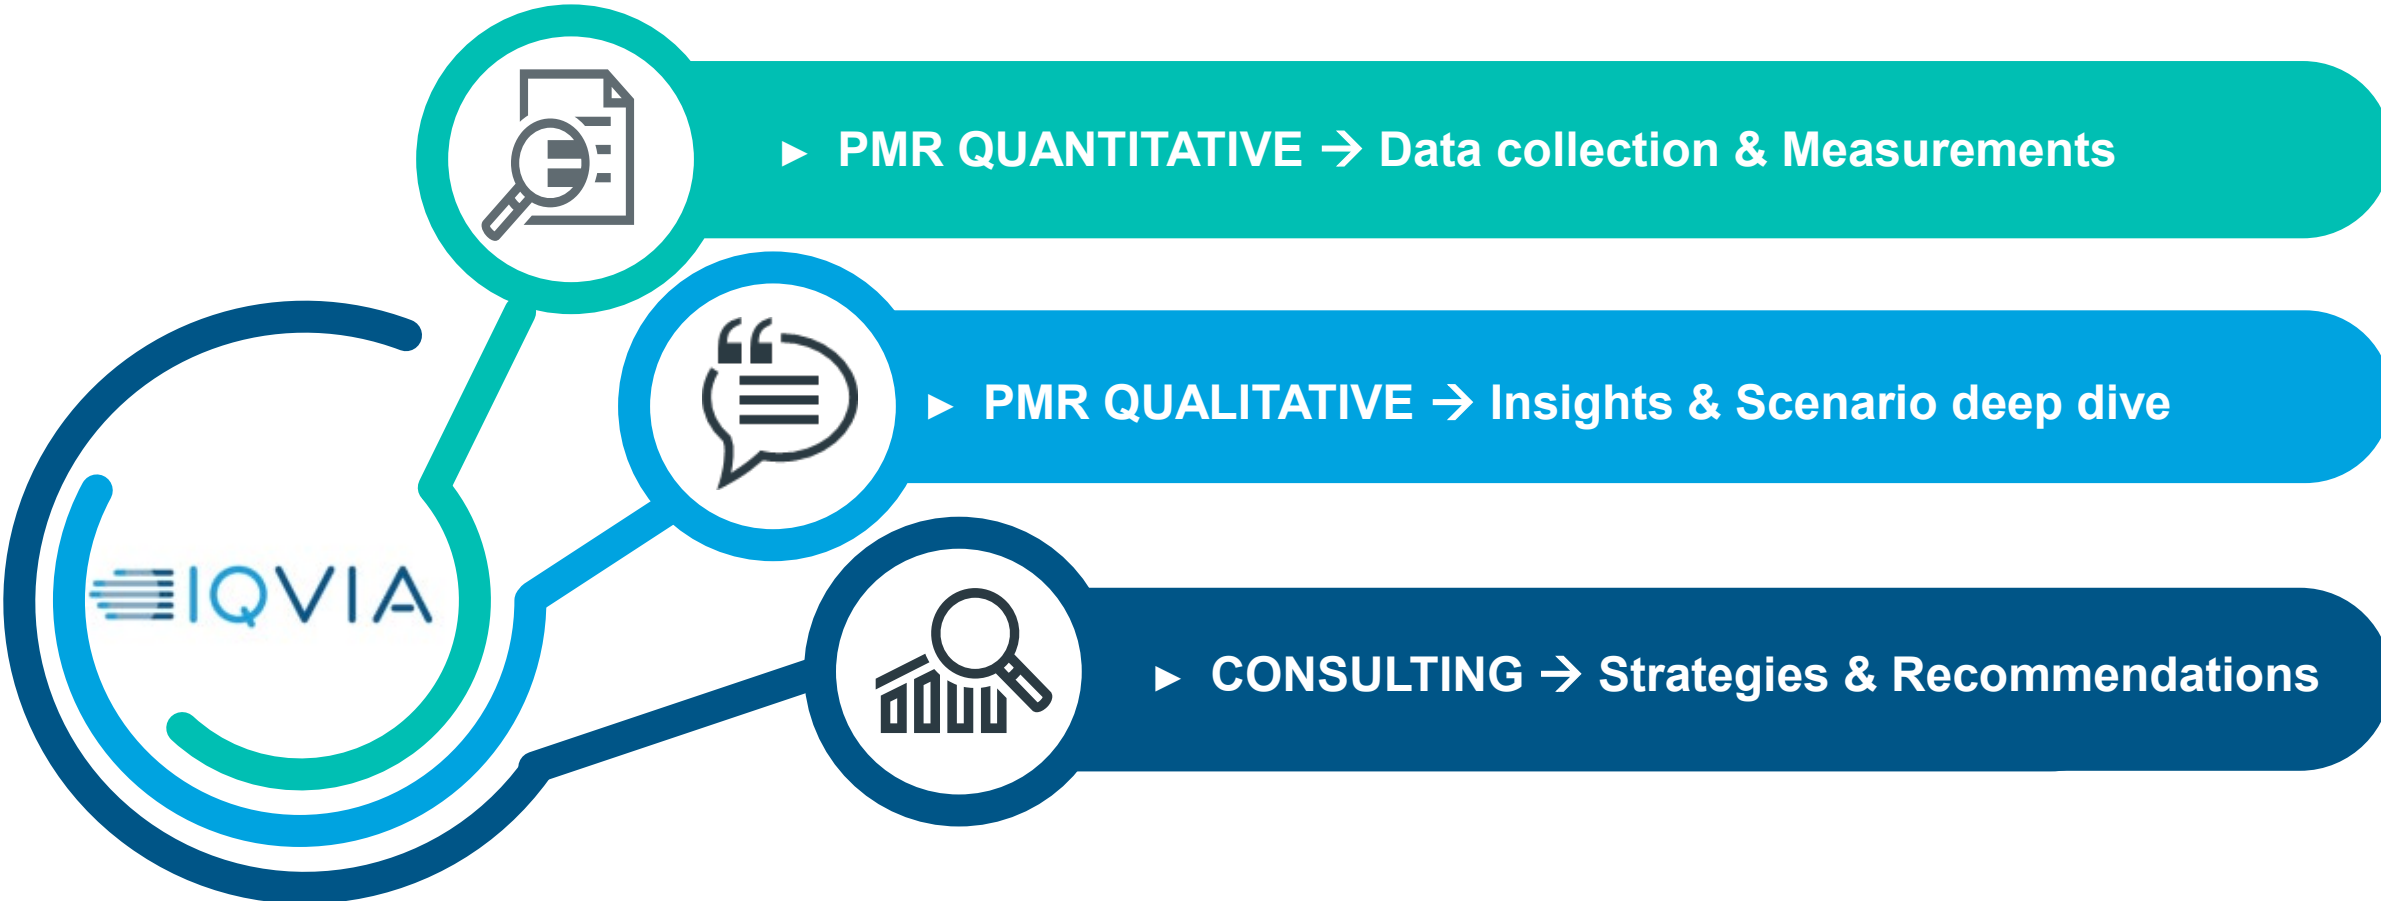 ► PMR QUANTITATIVE → Data collection & Measurements
► PMR QUALITATIVE → Insights & Scenario deep dive
IQVIA
► CONSULTING → Strategies & Recommendations